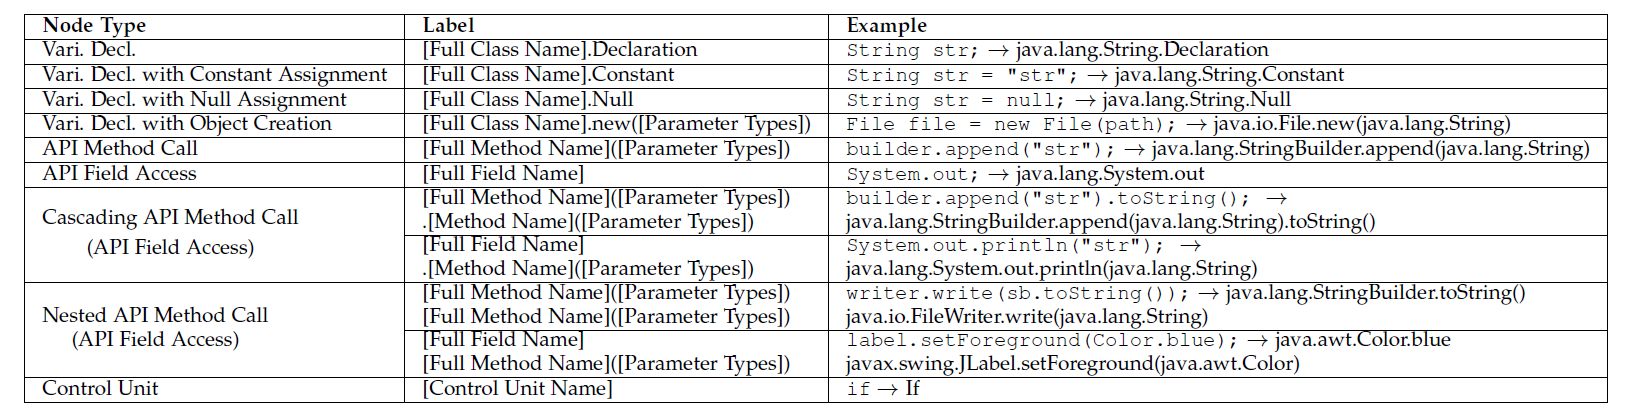 Node Type Label Example
Vari. Decl. [Full Class Name].Declaration String str; → java.lang.String.Declaration
Vari. Decl. with Constant Assignment [Full Class Name].Constant String str = "str"; → java.lang.String.Constant
Vari. Decl. with Null Assignment [Full Class Name].Null String str = null; → java.lang.String.Null
Vari. Decl. with Object Creation [Full Class Name].new([Parameter Types]) File file = new File(path); → java.io.File.new(java.lang.String)
API Method Call [Full Method Name]([Parameter Types]) builder.append("str"); → java.lang.StringBuilder.append(java.lang.String)
API Field Access [Full Field Name] System.out; → java.lang.System.out
Cascading API Method Call
(API Field Access)
[Full Method Name]([Parameter Types]) builder.append("str").toString(); →
.[Method Name]([Parameter Types]) java.lang.StringBuilder.append(java.lang.String).toString()
[Full Field Name] System.out.println("str"); →
.[Method Name]([Parameter Types]) java.lang.System.out.println(java.lang.String)
Nested API Method Call
(API Field Access)
[Full Method Name]([Parameter Types]) writer.write(sb.toString()); → java.lang.StringBuilder.toString()
[Full Method Name]([Parameter Types]) java.io.FileWriter.write(java.lang.String)
[Full Field Name] label.setForeground(Color.blue); → java.awt.Color.blue
[Full Method Name]([Parameter Types]) javax.swing.JLabel.setForeground(java.awt.Color)
Control Unit [Control Unit Name] if → If